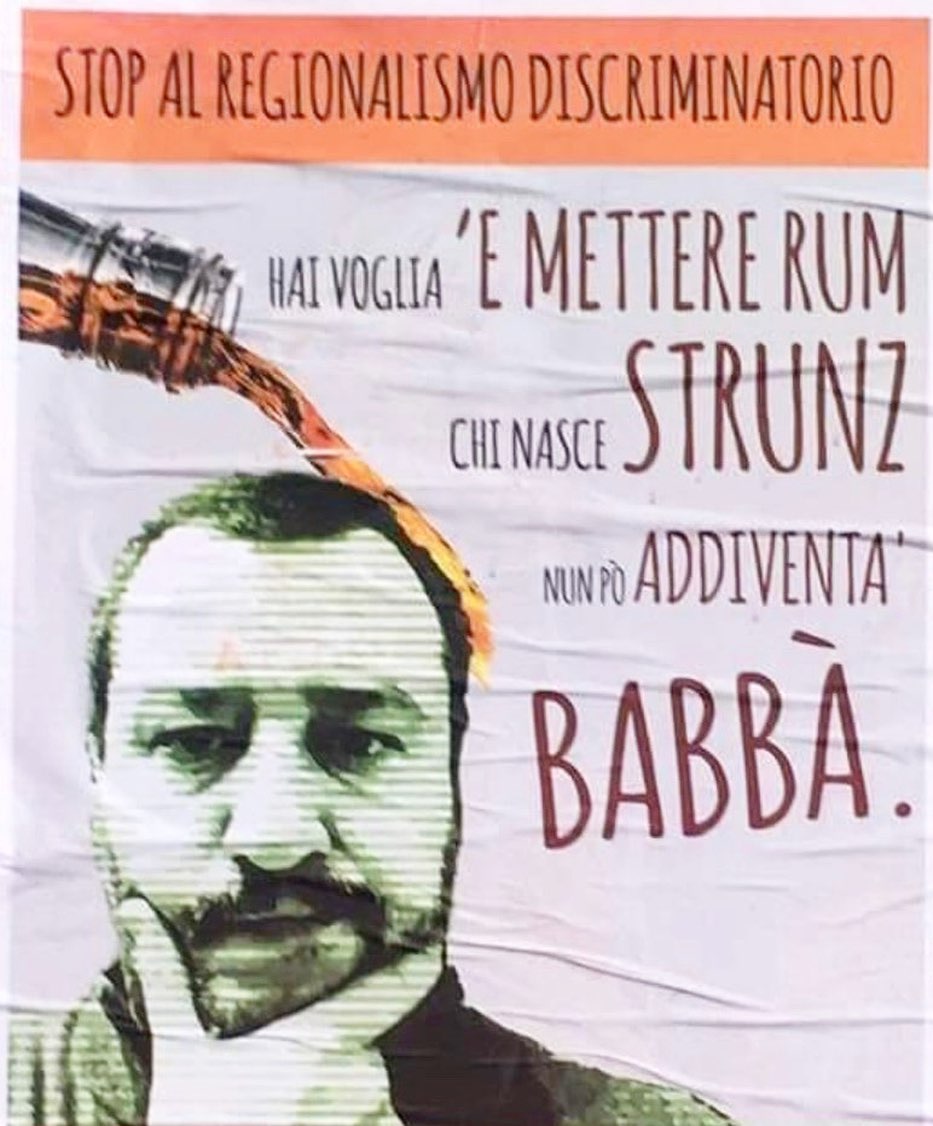 STOP AL REGIONALISMO DISCRIMINATORIO
HAI VOGLIA 'E METTERE RUM
CHI NASCE STRUNZ
NUN PÒ ADDIVENTA'
BABBÀ.